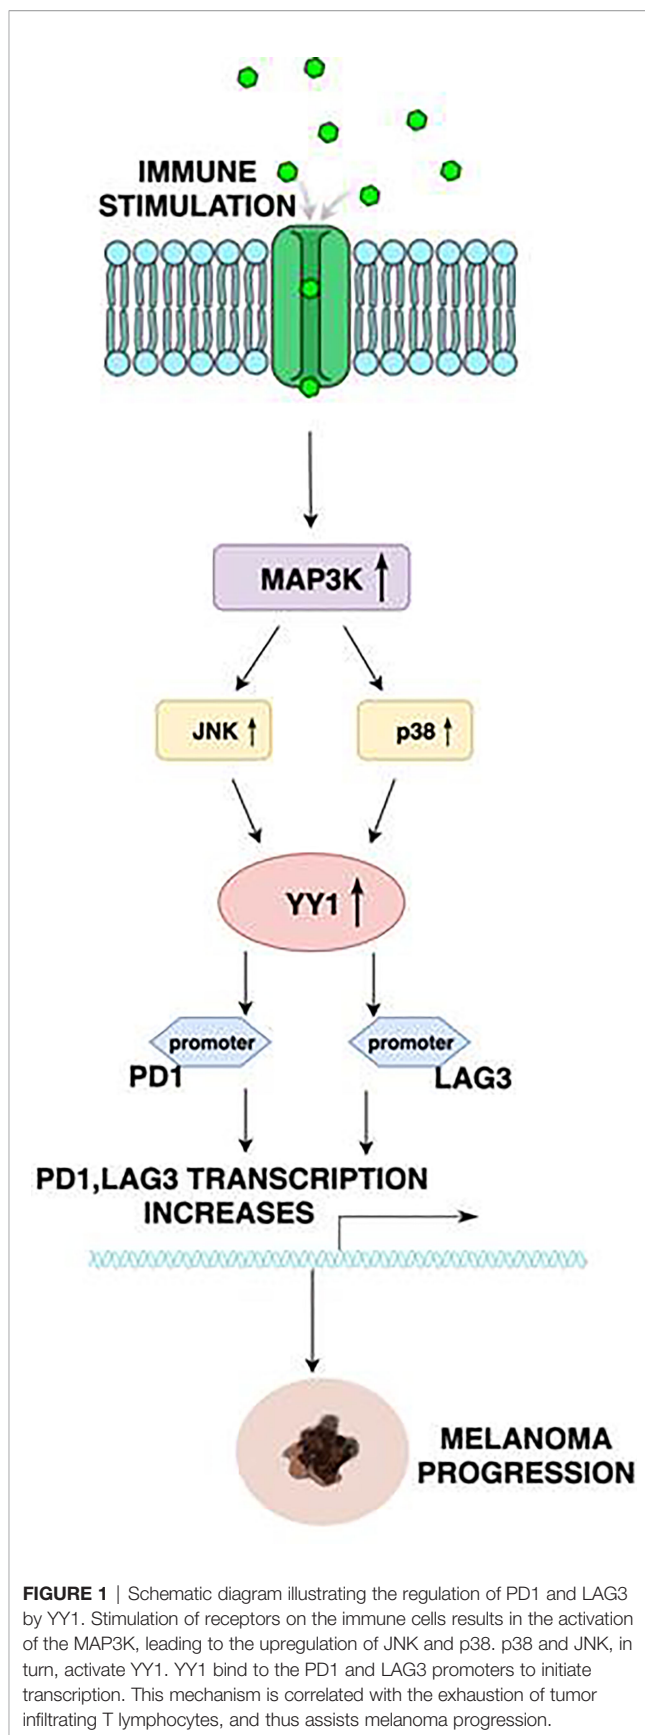 IMMUNE
STIMULATION
MAP3K
JNK
p38
YY1
promoter
promoter
PD1
LAG3
PD1,LAG3 TRANSCRIPTION
INCREASES
MELANOMA
PROGRESSION
FIGURE 1 | Schematic diagram illustrating the regulation of PD1 and LAG3
by YY1. Stimulation of receptors on the immune cells results in the activation
of the MAP3K, leading to the upregulation of JNK and p38. p38 and JNK, in
turn, activate YY1. YY1 bind to the PD1 and LAG3 promoters to initiate
transcription. This mechanism is correlated with the exhaustion of tumor
infiltrating T lymphocytes, and thus assists melanoma progression.